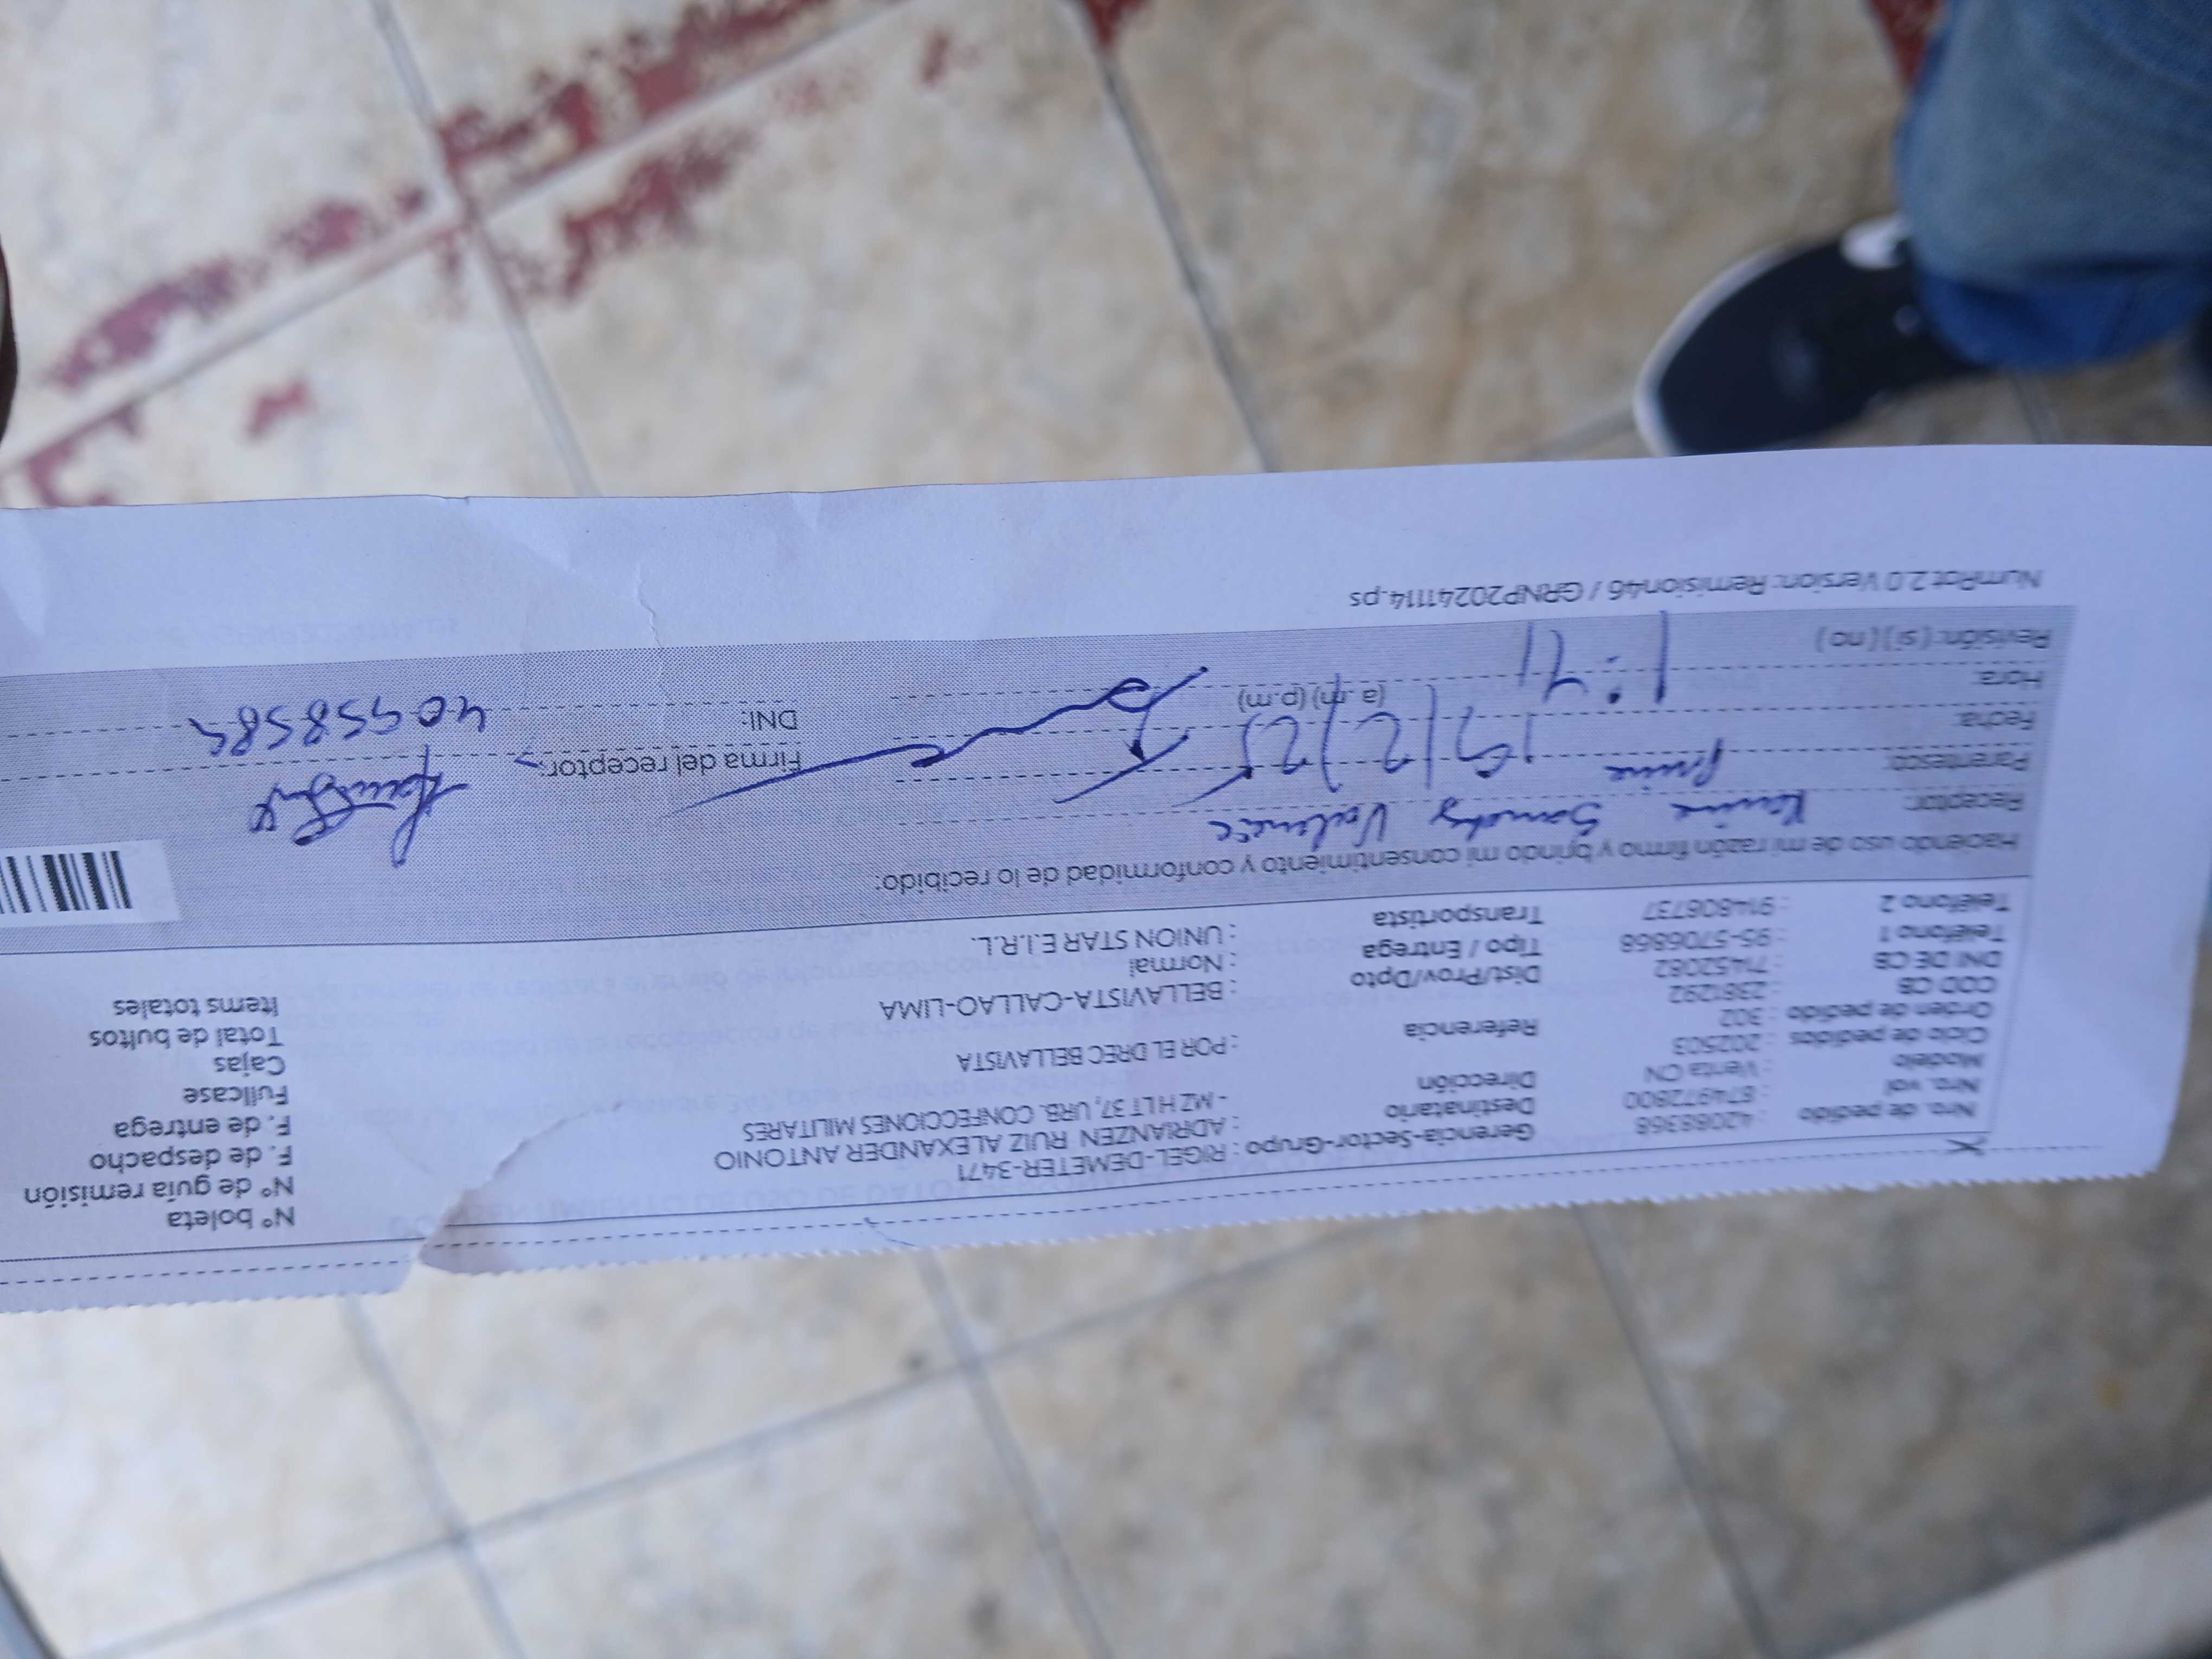 Nro. de pedido : 42088368 Gerencia-Sector-Grupo : RIGEL-DEMETER-3471 N° boleta
Nro. vol : 874972800 Destinatario : ADRIANZEN RUIZ ALEXANDER ANTONIO N° de guía remisión
Modelo : Venta CN Dirección - MZ H LT 37, URB. CONFECCIONES MILITARES F. de despacho
Ciclo de pedidos : 202503 F. de entrega
Orden de pedido : 302 Referencia : POR EL DREC BELLAVISTA Fullcase
COD CB : 2381292 Cajas
DNI DE CB : 71452082 Dist/Prov/Dpto : BELLAVISTA-CALLAO-LIMA Total de bultos
Teléfono 1 : 95-5706868 Tipo / Entrega : Normal Items totales
Teléfono 2 : 914806737 Transportista : UNION STAR E.I.R.L.
Haciendo uso de mi razón firmo y brindo mi consentimiento y conformidad de lo recibido:
Receptor:
Parentesco: Firma del receptor:
Fecha: DNI:
Hora: 1:41 (a.m) (p.m)
Revisión: (si) (no)
NumRot 2.0 Version: Remision46 / GRNP20241114.ps